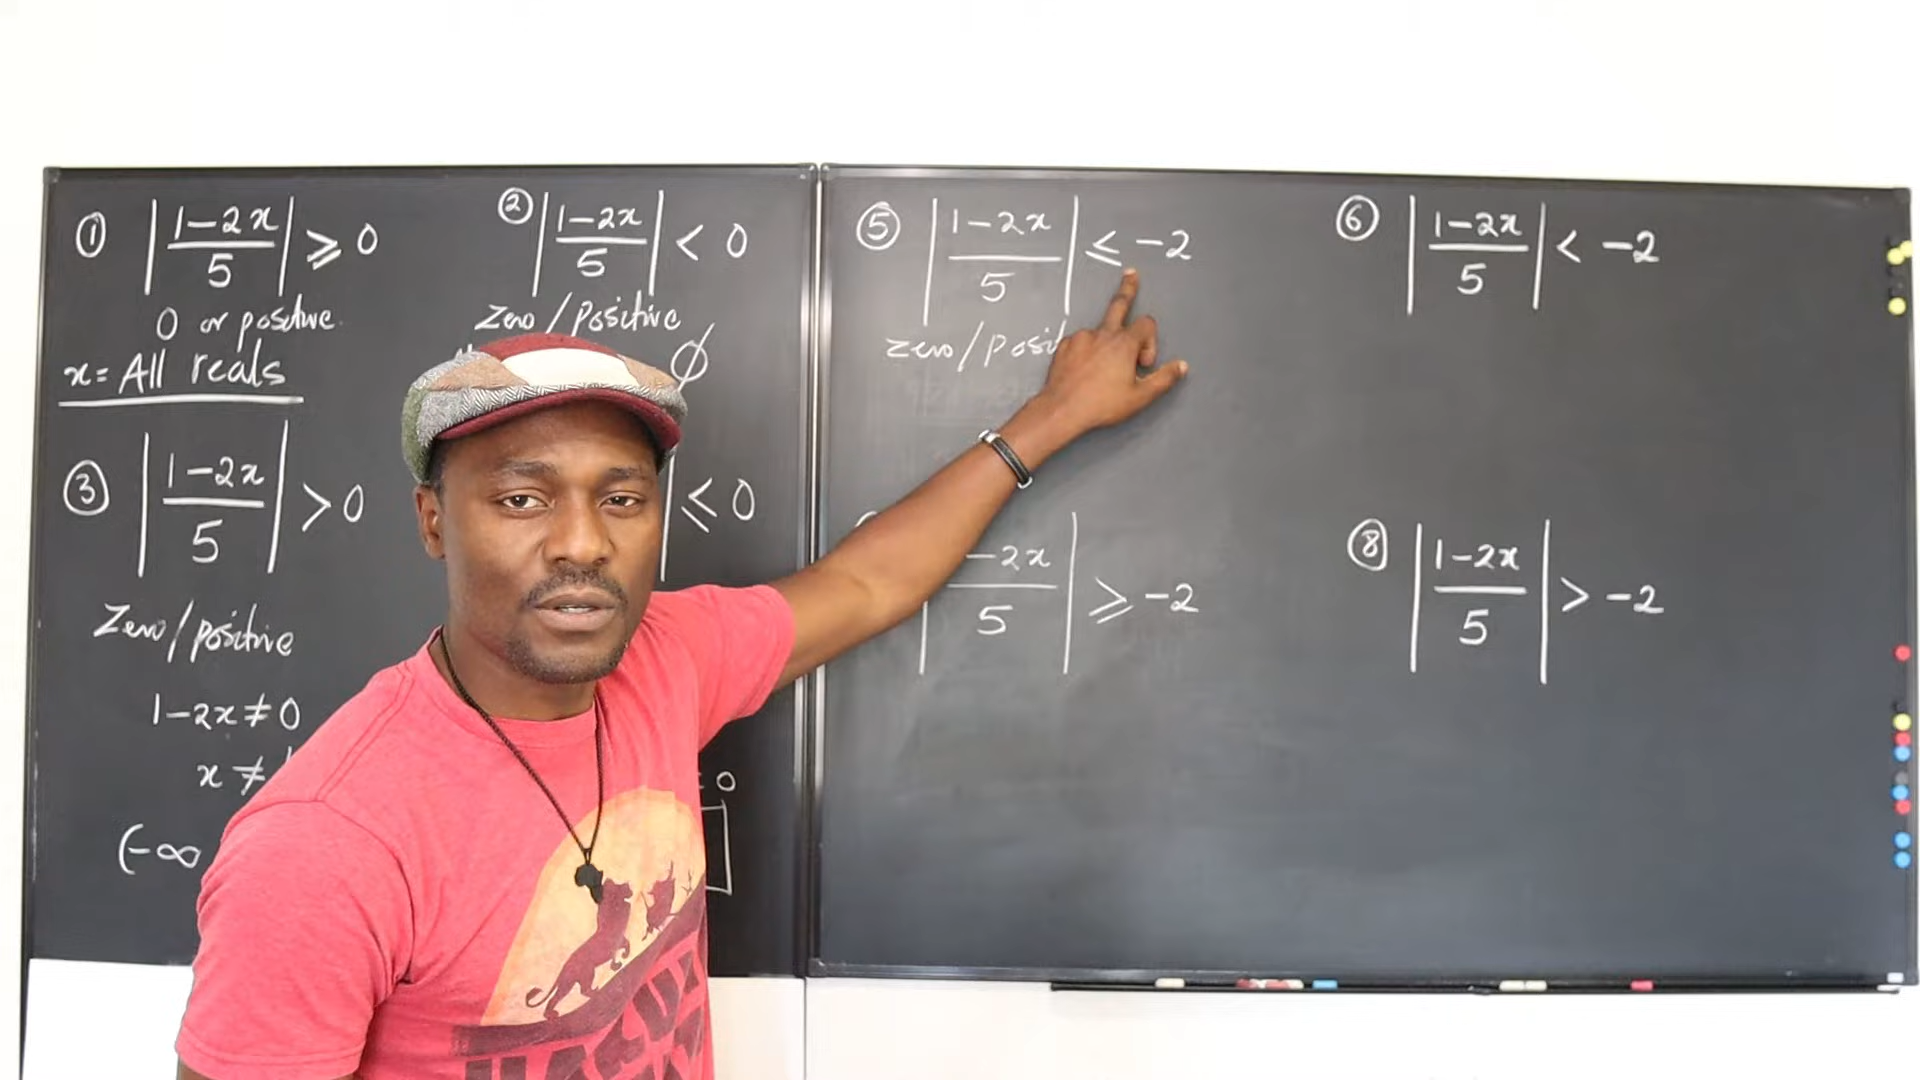 ① |1-2x/5| ⩾ 0
0 or positive.
x = All reals
② |1-2x/5| < 0
Zero / Positive
∅
③ |1-2x/5| > 0
Zero/positive
1-2x ≠ 0
x ≠
(-∞
| ⩽ 0
0
⑤ |1-2x/5| ≤ -2
zero/posit
⑥ |1-2x/5| < -2
-2x/5| ⩾ -2
⑧ |1-2x/5| > -2